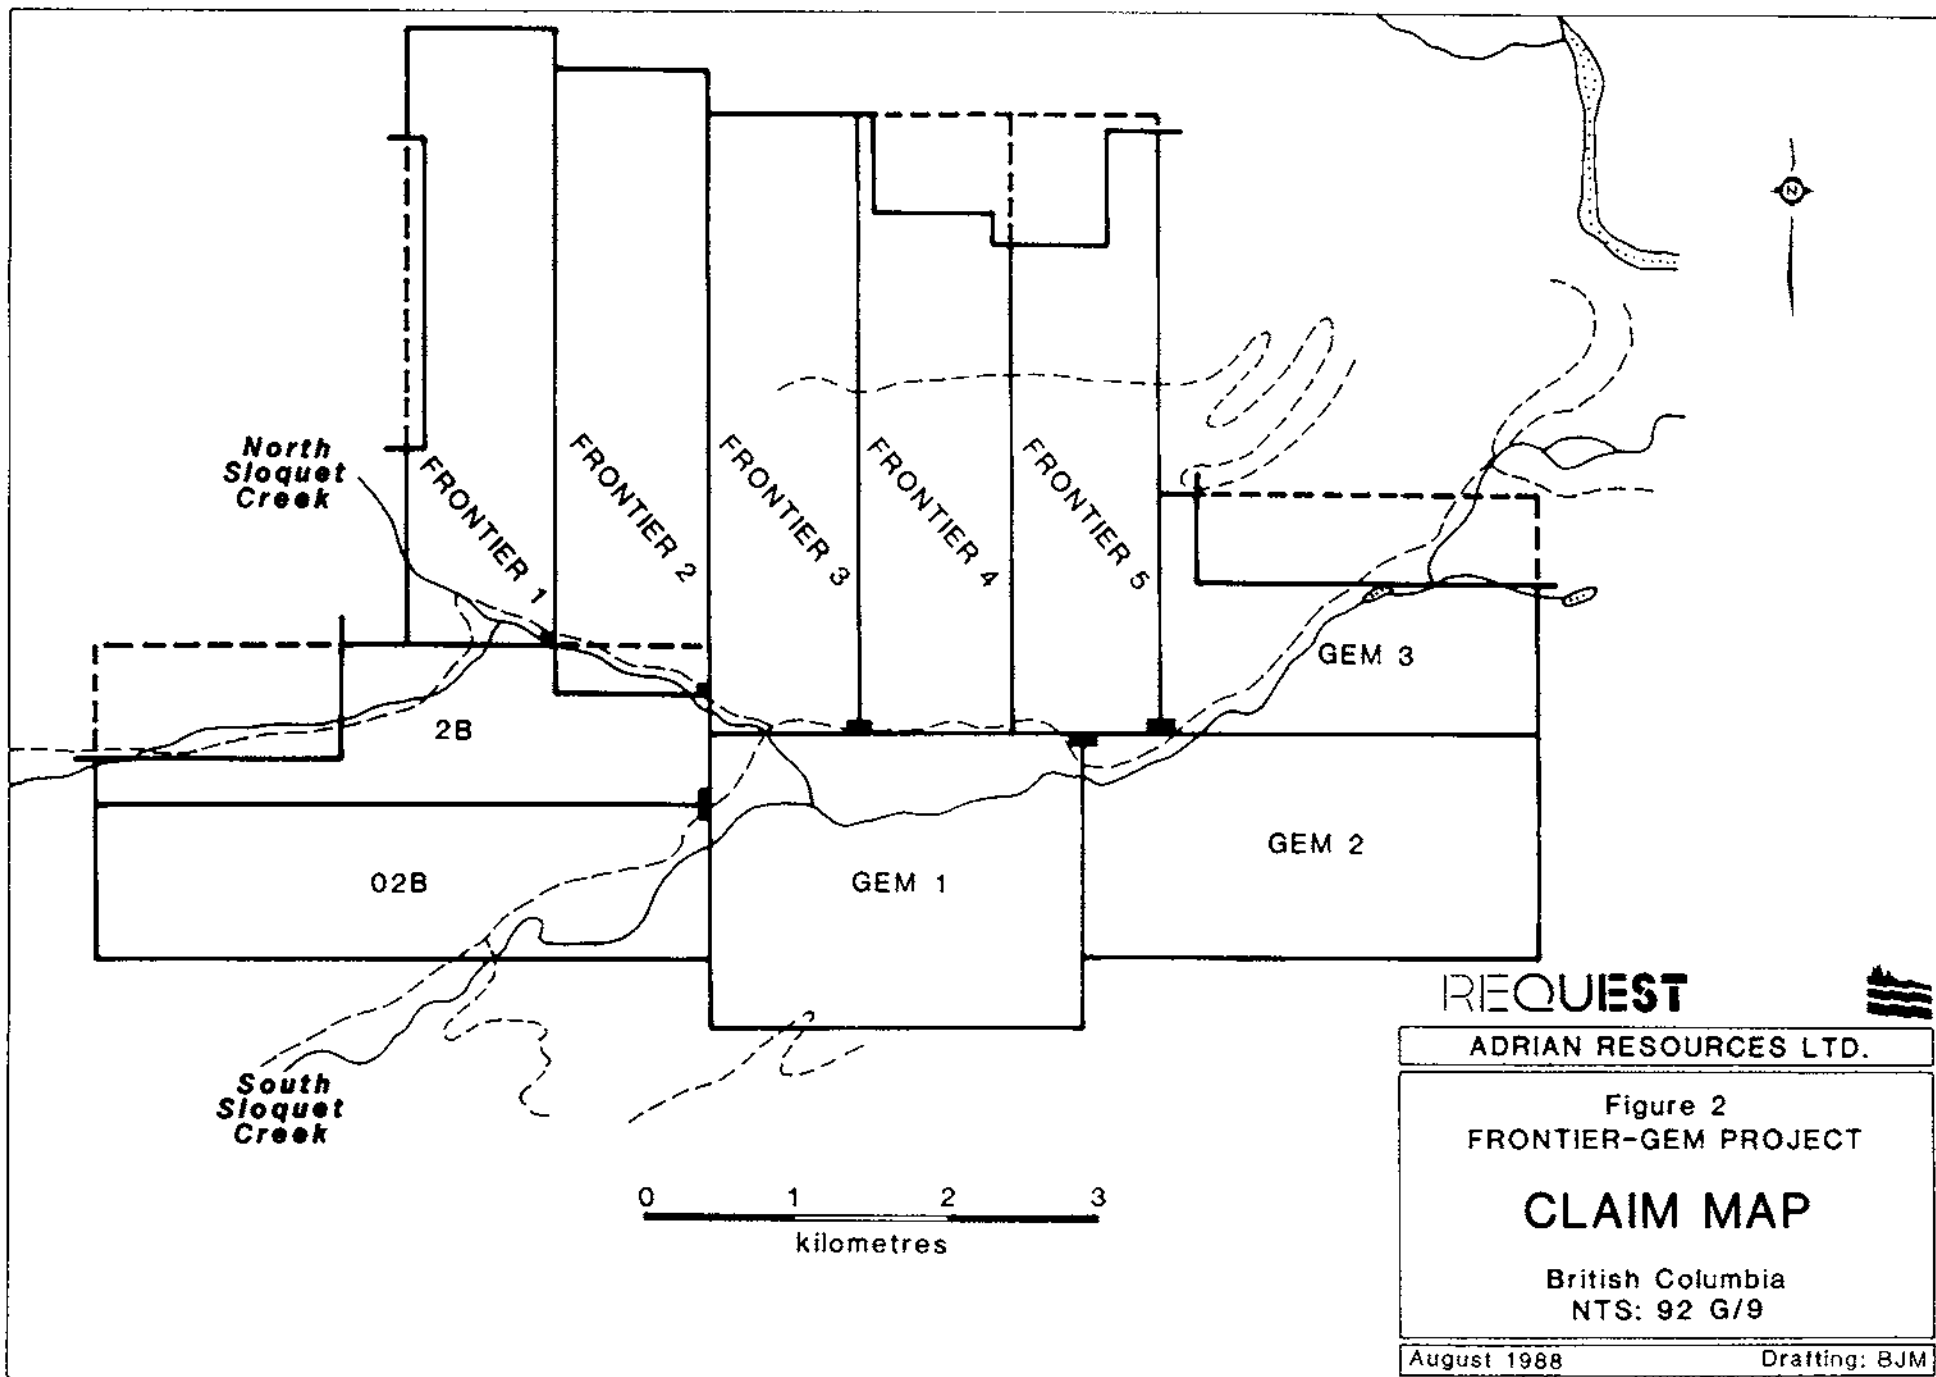 North
Sloquet
Creek
FRONTIER 1
FRONTIER 2
FRONTIER 3
FRONTIER 4
FRONTIER 5
N
2B
02B
GEM 1
GEM 2
GEM 3
South
Sloquet
Creek
0 1 2 3
kilometres
REQUEST
ADRIAN RESOURCES LTD.
Figure 2
FRONTIER-GEM PROJECT
CLAIM MAP
British Columbia
NTS: 92 G/9
August 1988 Drafting: BJM